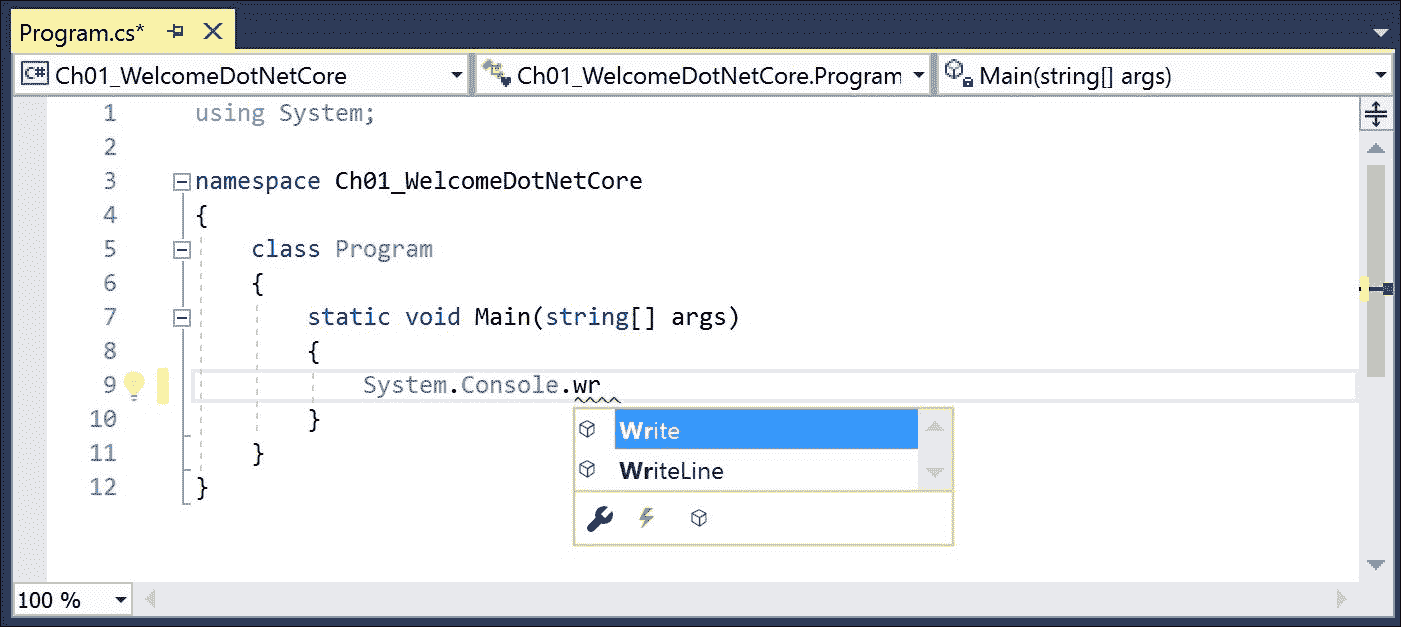 Program.cs*
C# Ch01_WelcomeDotNetCore Ch01_WelcomeDotNetCore.Program Main(string[] args)
1 using System;
2
3 namespace Ch01_WelcomeDotNetCore
4 {
5 class Program
6 {
7 static void Main(string[] args)
8 {
9 System.Console.wr
10 }
Write
11 }
WriteLine
12 }
100 %